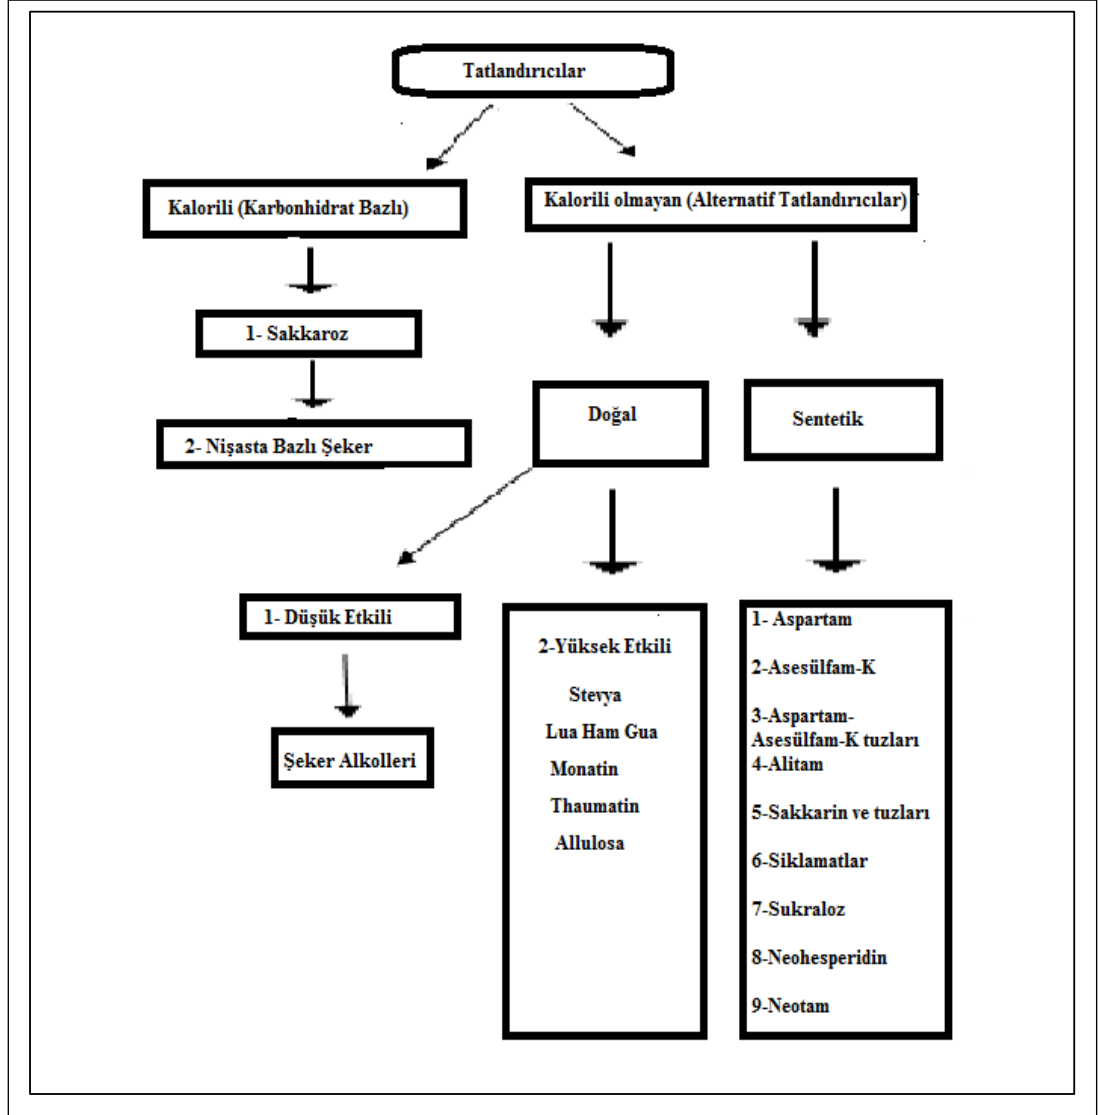 Tatlandırıcılar
Kalorili (Karbonhidrat Bazlı)
Kalorili olmayan (Alternatif Tatlandırıcılar)
1- Sakkaroz
2- Nişasta Bazlı Şeker
Doğal
Sentetik
1- Düşük Etkili
Şeker Alkolleri
2-Yüksek Etkili
Stevya
Lua Ham Gua
Monatin
Thaumatin
Allulosa
1- Aspartam
2-Asesülfam-K
3-Aspartam-
Asesülfam-K tuzları
4-Alitam
5-Sakkarin ve tuzları
6-Siklamatlar
7-Sukraloz
8-Neohesperidin
9-Neotam